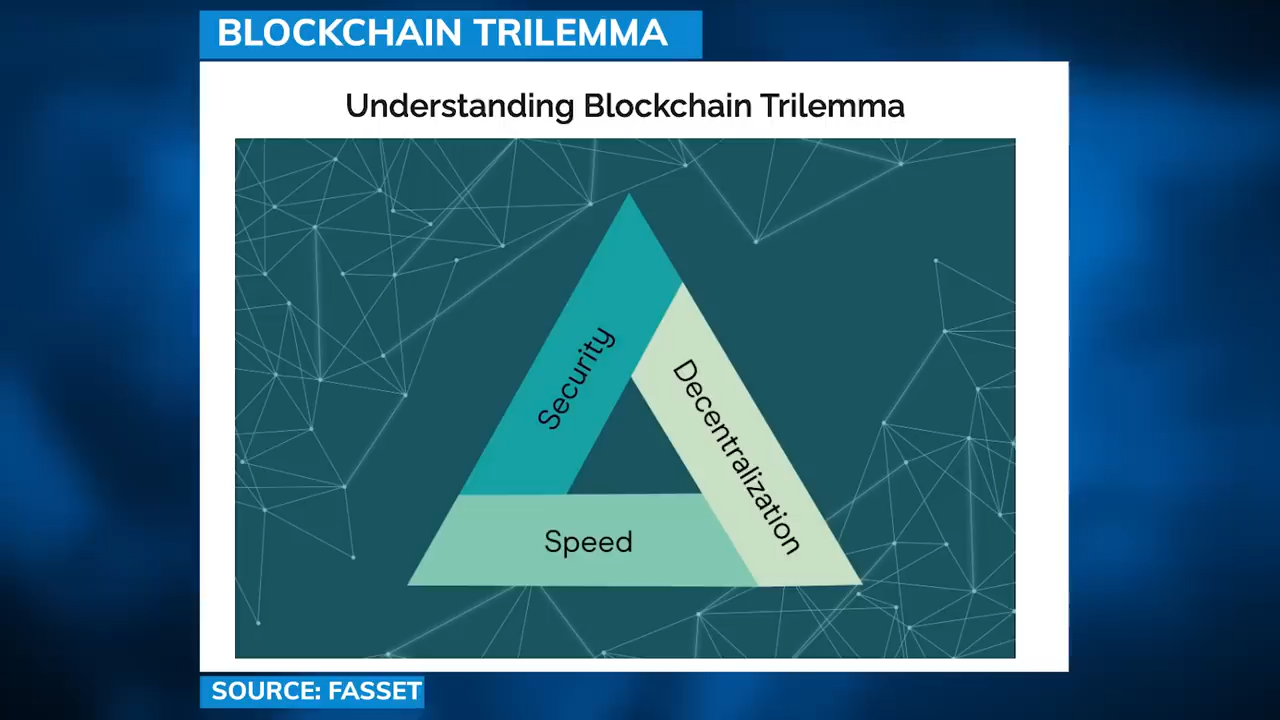 BLOCKCHAIN TRILEMMA
Understanding Blockchain Trilemma
Security
Decentralization
Speed
SOURCE: FASSET